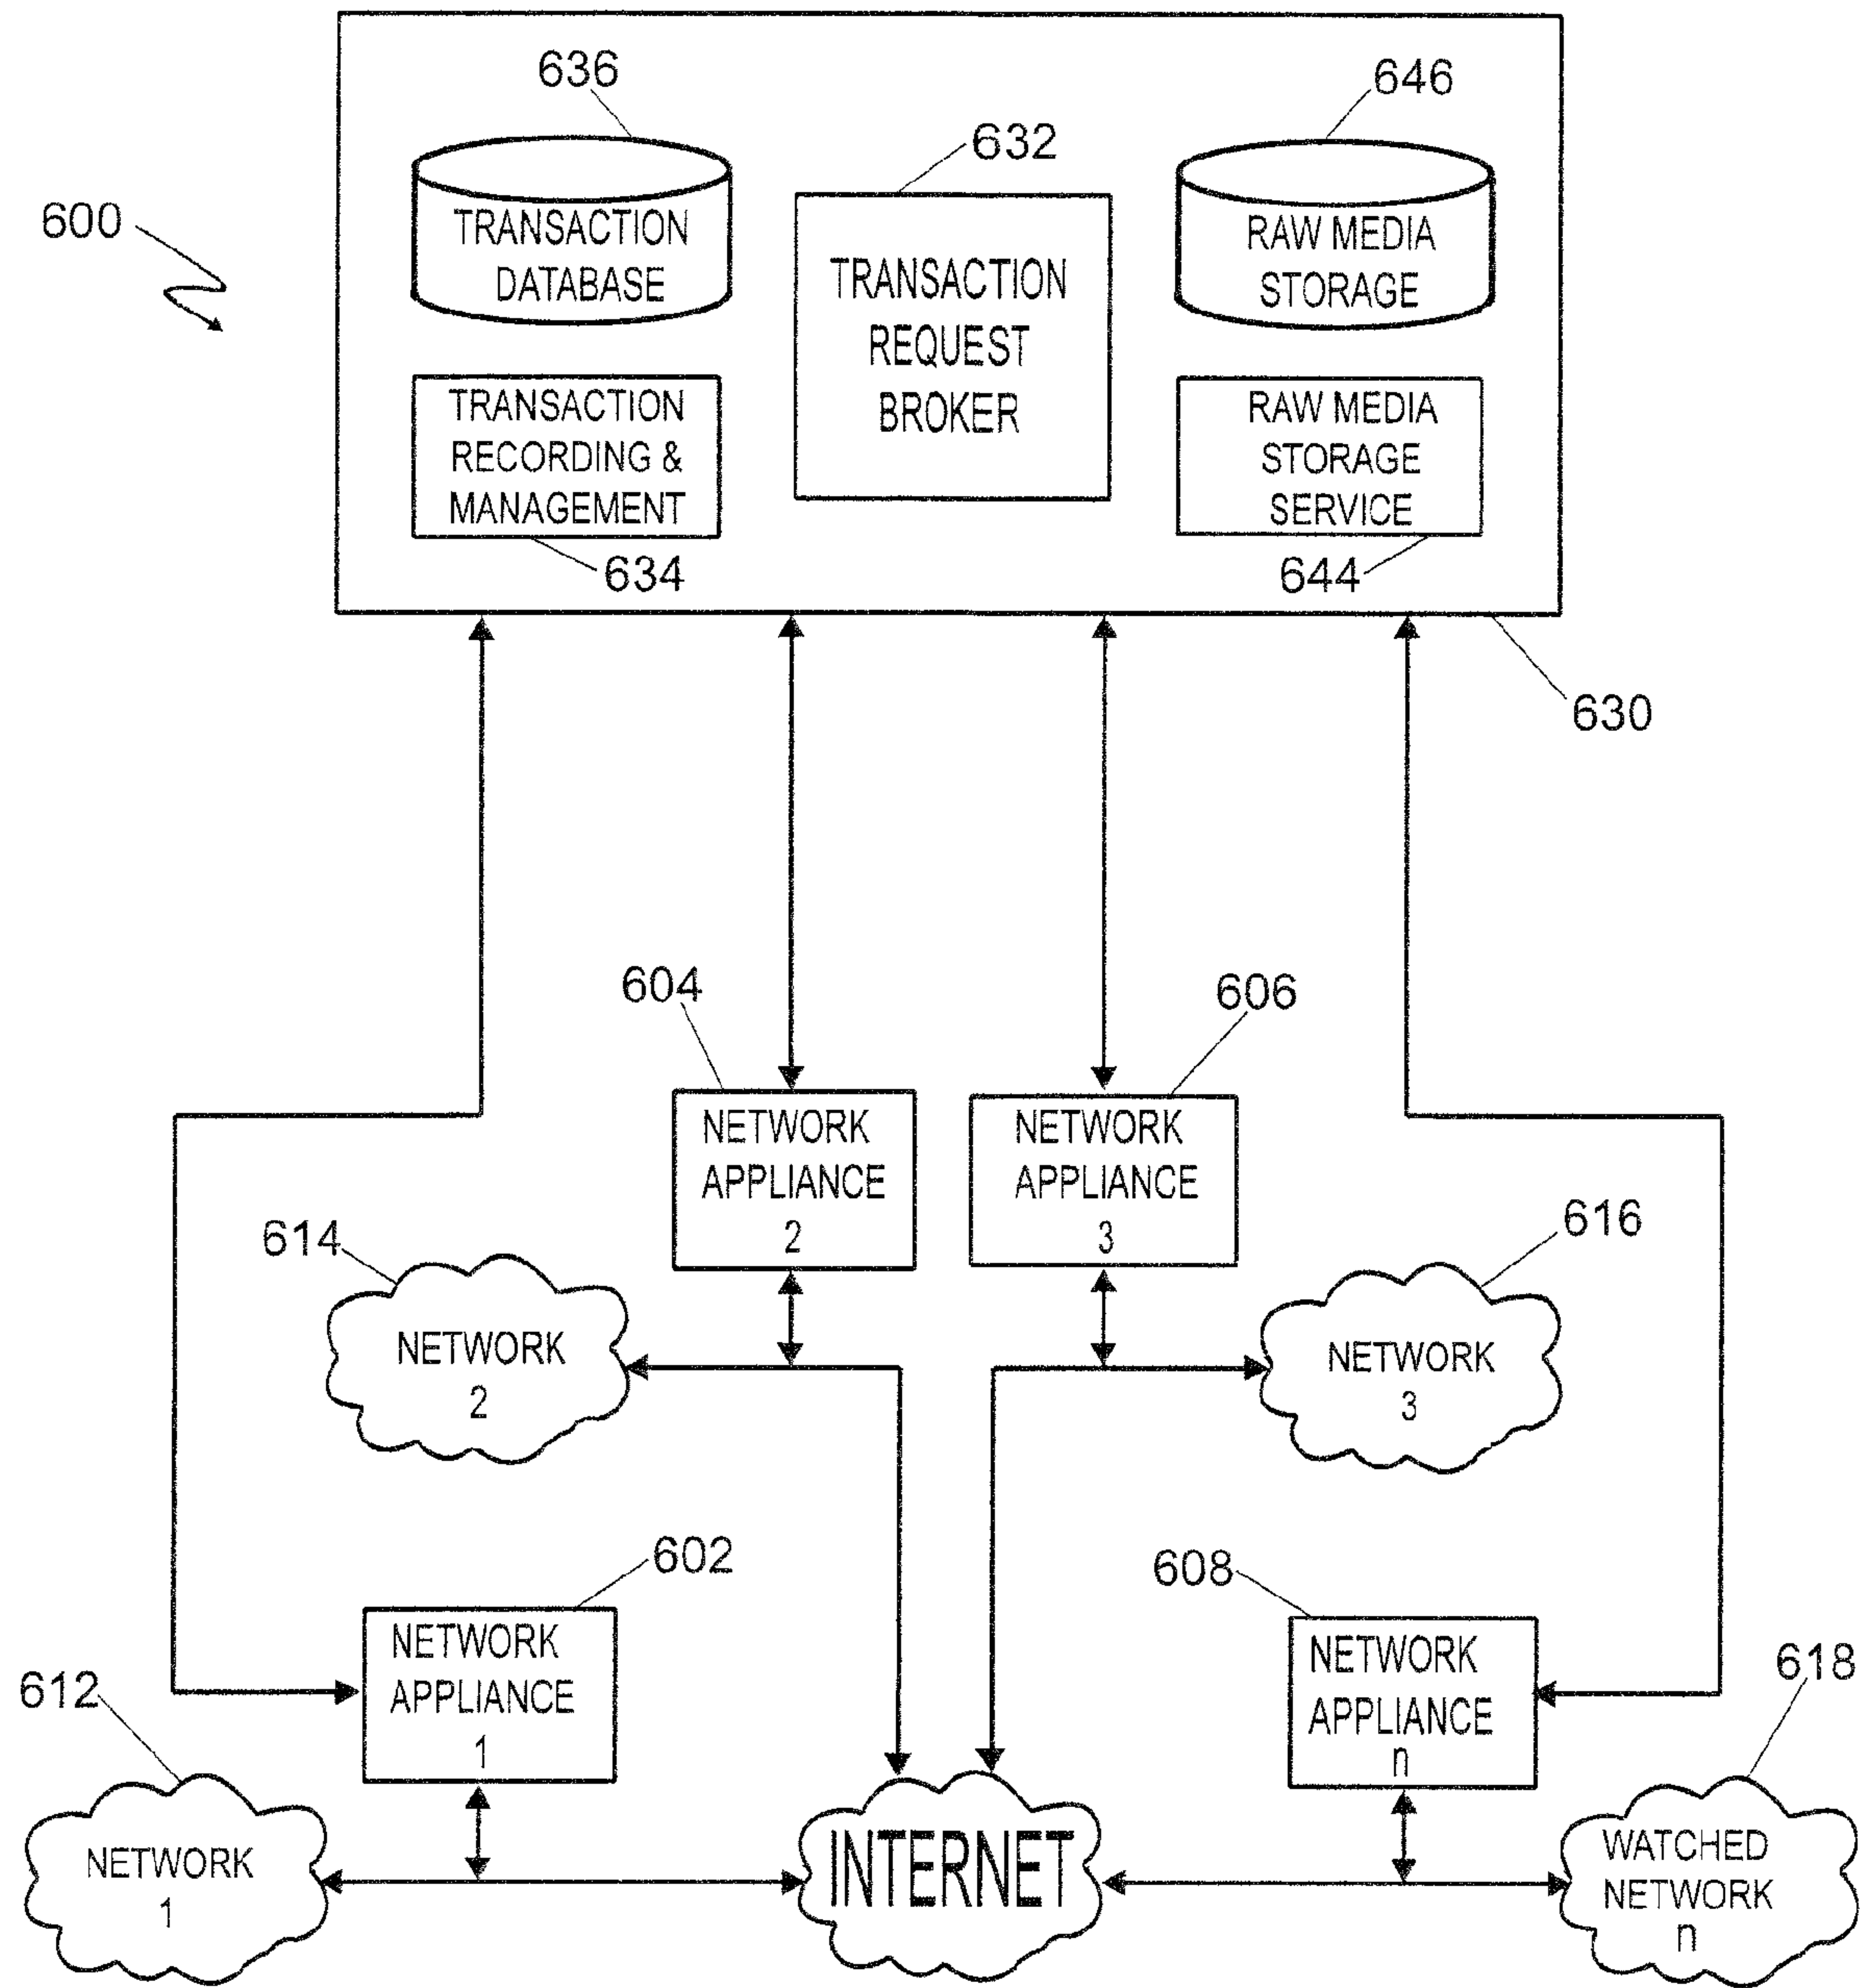 636
646
632
600
TRANSACTION
DATABASE
TRANSACTION
REQUEST
BROKER
RAW MEDIA
STORAGE
TRANSACTION
RECORDING &
MANAGEMENT
RAW MEDIA
STORAGE
SERVICE
634
644
630
604
606
NETWORK
APPLIANCE
2
NETWORK
APPLIANCE
3
614
616
NETWORK
2
NETWORK
3
602
608
NETWORK
APPLIANCE
1
NETWORK
APPLIANCE
n
612
618
NETWORK
1
INTERNET
WATCHED
NETWORK
n